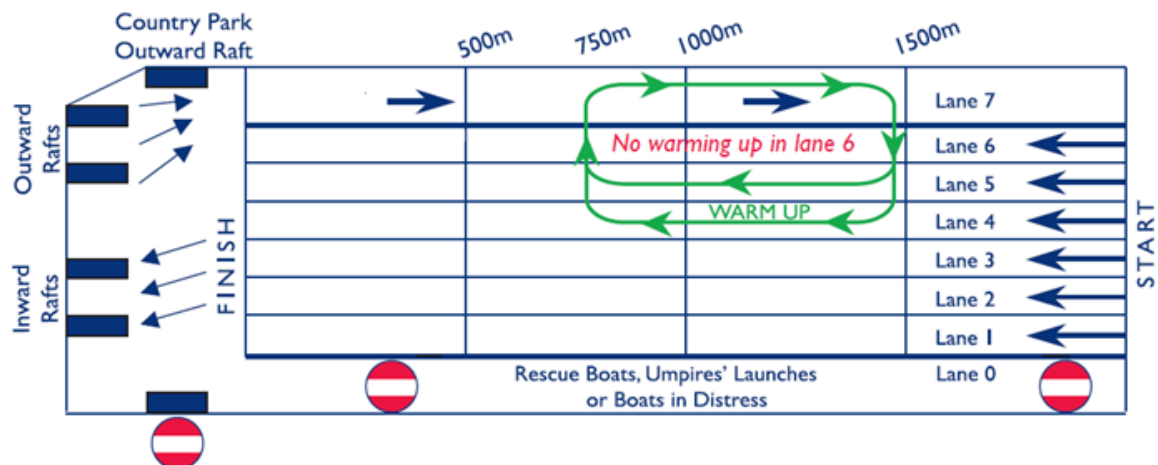 Country Park
Outward Raft
500m
750m
1000m
1500m
Outward
Rafts
Lane 7
No warming up in lane 6
Lane 6
Lane 5
WARM UP
Lane 4
Lane 3
Lane 2
Lane 1
Inward
Rafts
FINISH
START
Rescue Boats, Umpires' Launches
or Boats in Distress
Lane 0